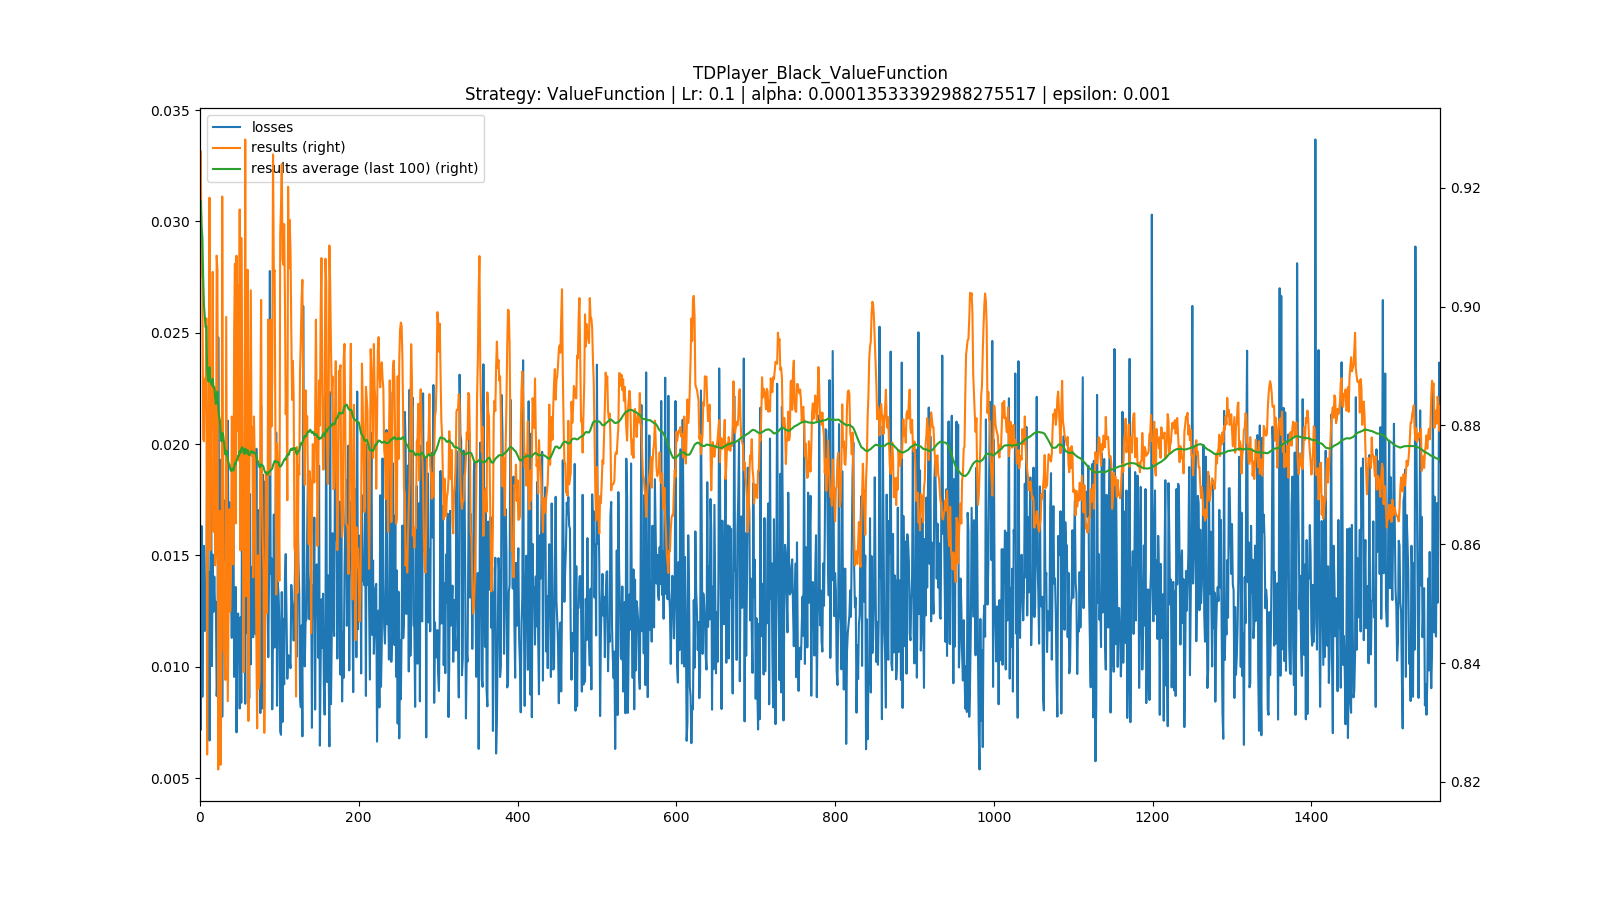 TDPlayer_Black_ValueFunction
Strategy: ValueFunction | Lr: 0.1 | alpha: 0.00013533392988275517 | epsilon: 0.001
losses
results (right)
results average (last 100) (right)
0.035
0.030
0.025
0.020
0.015
0.010
0.005
0.92
0.90
0.88
0.86
0.84
0.82
0 200 400 600 800 1000 1200 1400